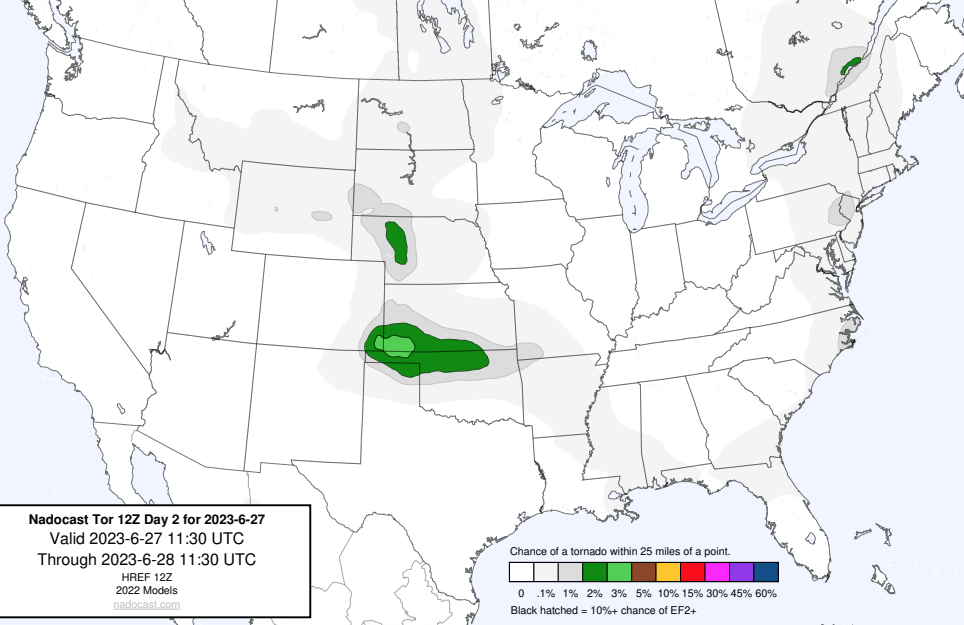 Nadocast Tor 12Z Day 2 for 2023-6-27
Valid 2023-6-27 11:30 UTC
Through 2023-6-28 11:30 UTC
HREF 12Z
2022 Models
nadocast.com
Chance of a tornado within 25 miles of a point.
0 .1% 1% 2% 3% 5% 10% 15% 30% 45% 60%
Black hatched = 10%+ chance of EF2+